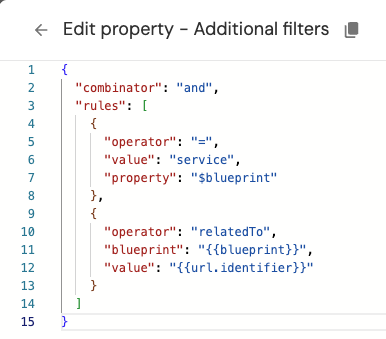 Edit property - Additional filters
1 {
2 "combinator": "and",
3 "rules": [
4 {
5 "operator": "=",
6 "value": "service",
7 "property": "$blueprint"
8 },
9 {
10 "operator": "relatedTo",
11 "blueprint": "{{blueprint}}",
12 "value": "{{url.identifier}}"
13 }
14 ]
15 }